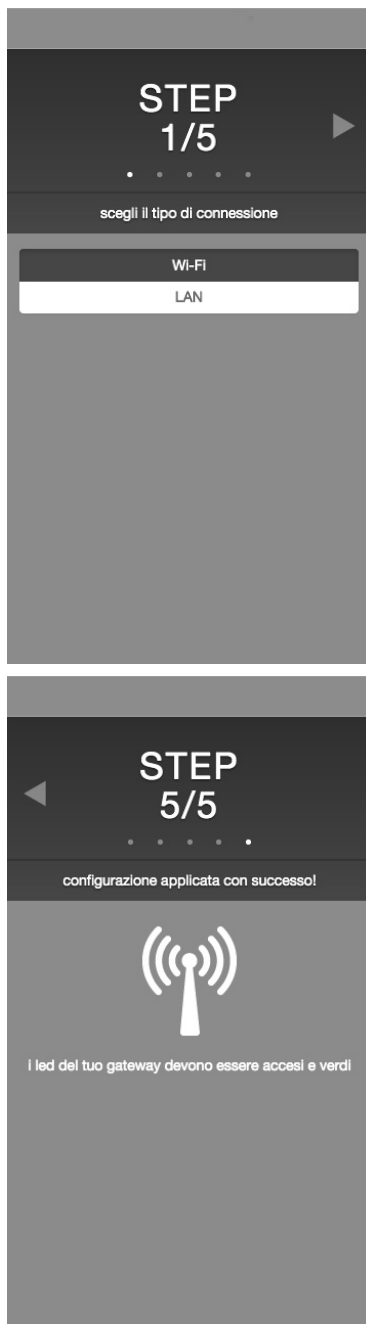 STEP
1/5
scegli il tipo di connessione
Wi-Fi
LAN
STEP
5/5
configurazione applicata con successo!
i led del tuo gateway devono essere accesi e verdi